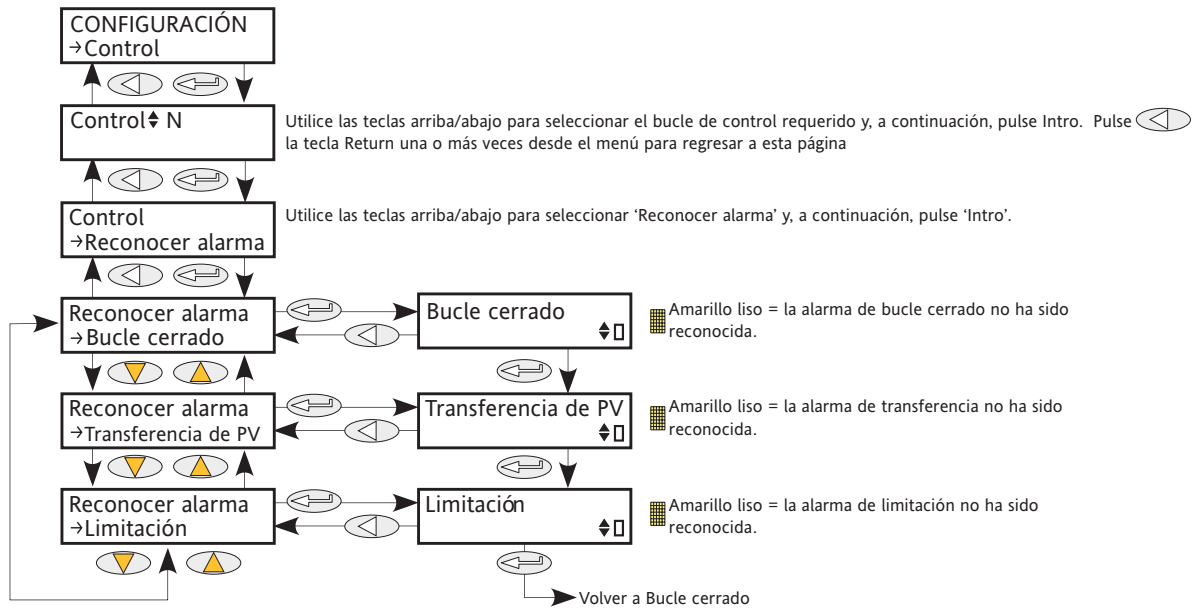 CONFIGURACIÓN
→Control
Control N
Utilice las teclas arriba/abajo para seleccionar el bucle de control requerido y, a continuación, pulse Intro. Pulse
la tecla Return una o más veces desde el menú para regresar a esta página
Control
→Reconocer alarma
Utilice las teclas arriba/abajo para seleccionar ‘Reconocer alarma’ y, a continuación, pulse ‘Intro’.
Reconocer alarma
→Bucle cerrado
Bucle cerrado
Amarillo liso = la alarma de bucle cerrado no ha sido
reconocida.
Reconocer alarma
→Transferencia de PV
Transferencia de PV
Amarillo liso = la alarma de transferencia no ha sido
reconocida.
Reconocer alarma
→Limitación
Limitación
Amarillo liso = la alarma de limitación no ha sido
reconocida.
Volver a Bucle cerrado